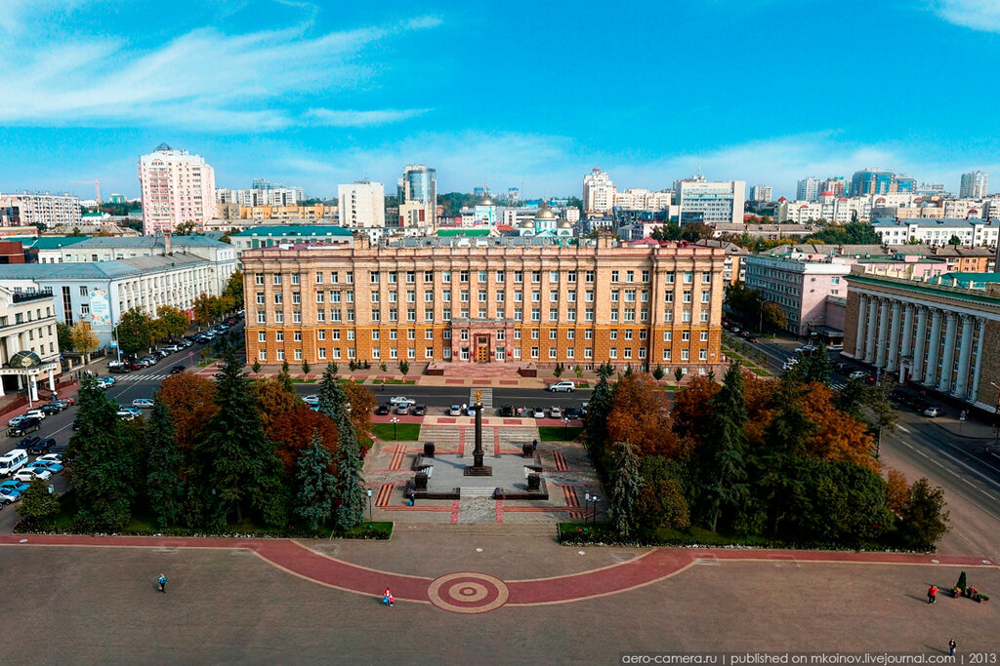 aero-camera.ru | published on mkoinov.livejournal.com | 2013